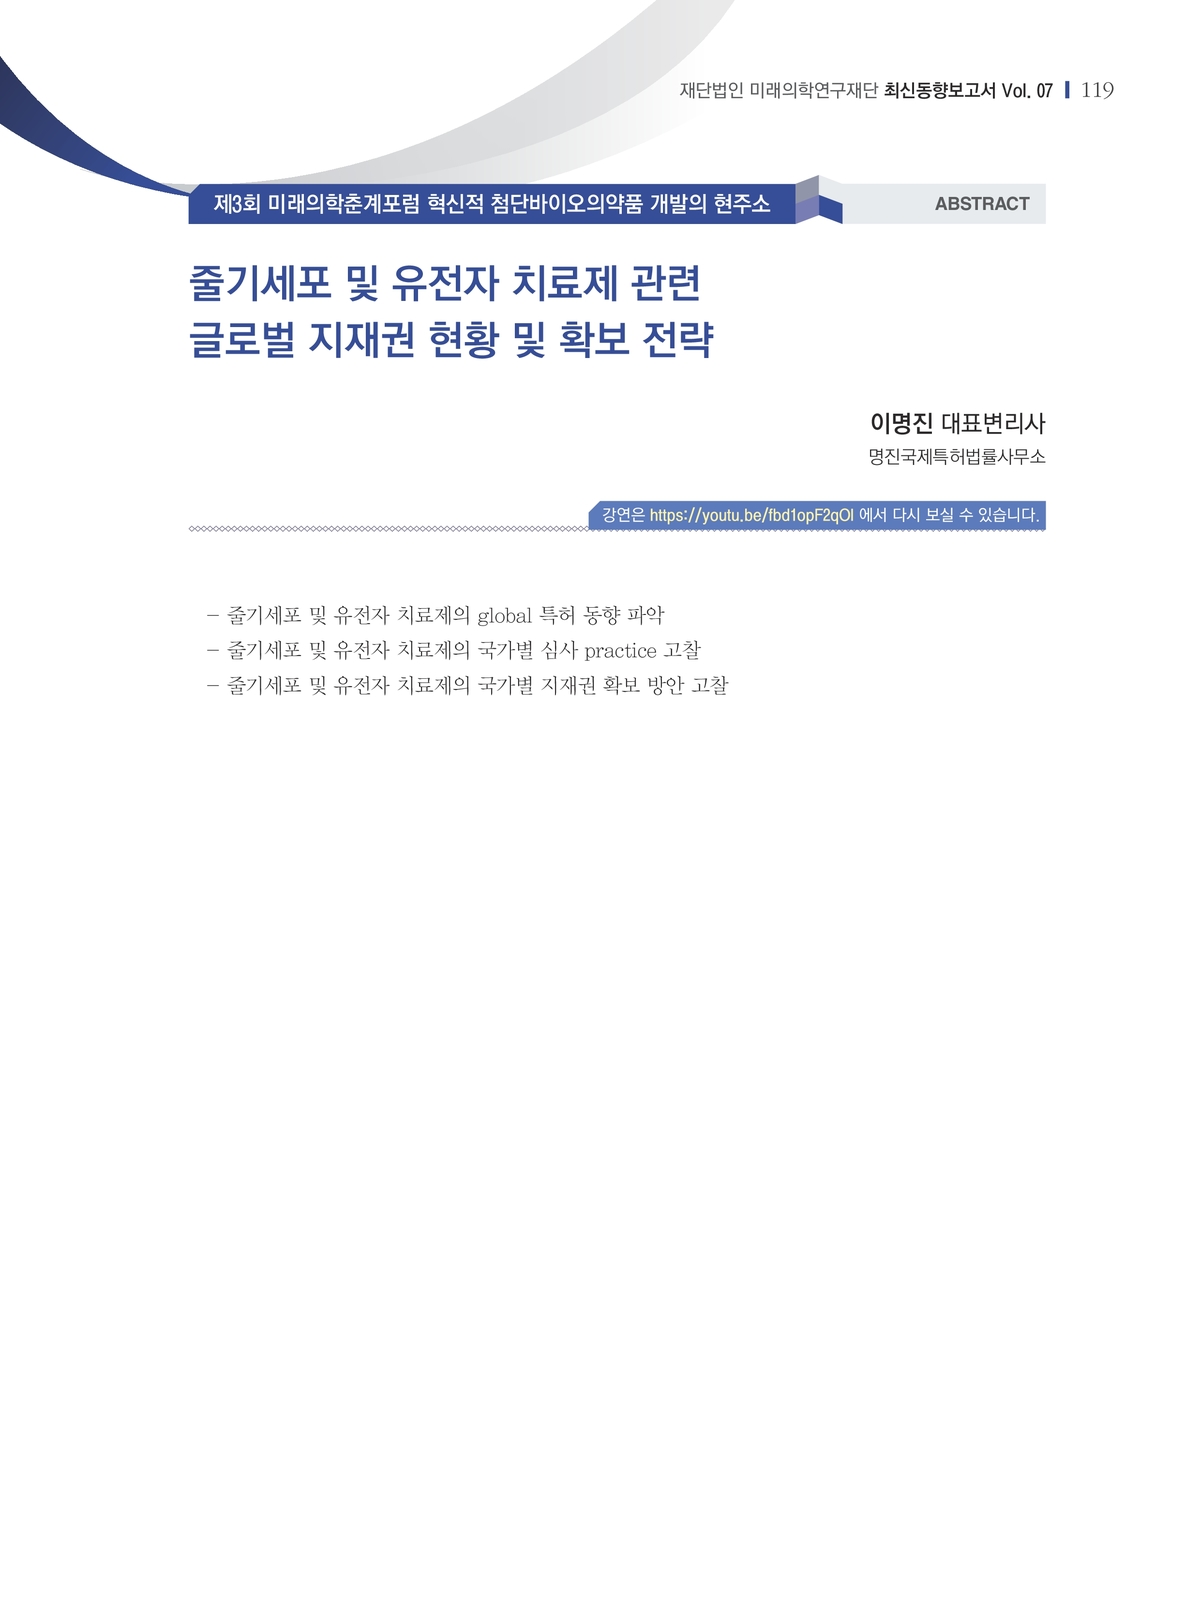 재단법인 미래의학연구재단 최신동향보고서 Vol. 07 119
제3회 미래의학춘계포럼 혁신적 첨단바이오의약품 개발의 현주소
ABSTRACT
줄기세포 및 유전자 치료제 관련
글로벌 지재권 현황 및 확보 전략
이명진 대표변리사
명진국제특허법률사무소
강연은 https://youtu.be/fbd1opF2qOI 에서 다시 보실 수 있습니다.
– 줄기세포 및 유전자 치료제의 global 특허 동향 파악
– 줄기세포 및 유전자 치료제의 국가별 심사 practice 고찰
– 줄기세포 및 유전자 치료제의 국가별 지재권 확보 방안 고찰